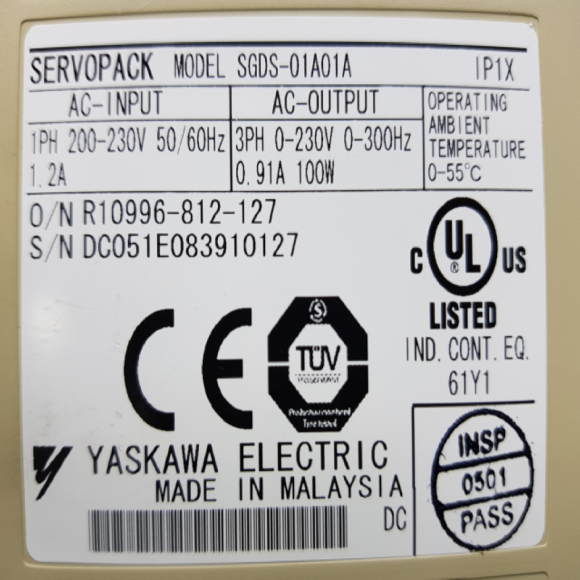 SERVOPACK MODEL SGDS-01A01A IP1X
AC-INPUT
1PH 200-230V 50/60Hz
1.2A
AC-OUTPUT
3PH 0-230V 0-300Hz
0.91A 100W
OPERATING
AMBIENT
TEMPERATURE
0-55°C
O/N R10996-812-127
S/N DC051E083910127
C UL ® US
LISTED
IND. CONT. EQ.
61Y1
CE
TÜV
YASKAWA ELECTRIC
MADE IN MALAYSIA
DC
INSP
0501
PASS